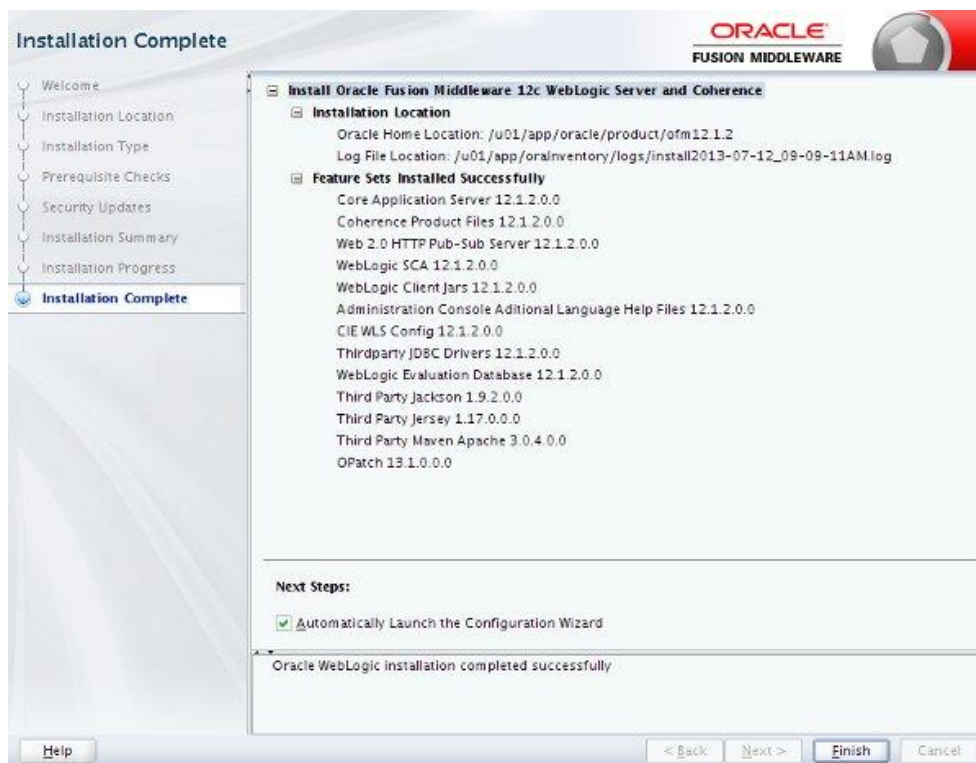 Installation Complete
ORACLE
FUSION MIDDLEWARE
Welcome
Installation Location
Installation Type
Prerequisite Checks
Security Updates
Installation Summary
Installation Progress
Installation Complete
Install Oracle Fusion Middleware 12c WebLogic Server and Coherence
Installation Location
Oracle Home Location: /u01/app/oracle/product/ofm12.1.2
Log File Location: /u01/app/oraInventory/logs/install2013-07-12_09-09-11AM.log
Feature Sets Installed Successfully
Core Application Server 12.1.2.0.0
Coherence Product Files 12.1.2.0.0
Web 2.0 HTTP Pub-Sub Server 12.1.2.0.0
WebLogic SCA 12.1.2.0.0
WebLogic Client Jars 12.1.2.0.0
Administration Console Aditional Language Help Files 12.1.2.0.0
CIE WLS Config 12.1.2.0.0
Thirdparty JDBC Drivers 12.1.2.0.0
WebLogic Evaluation Database 12.1.2.0.0
Third Party Jackson 1.9.2.0.0
Third Party Jersey 1.17.0.0.0
Third Party Maven Apache 3.0.4.0.0
OPatch 13.1.0.0.0
Next Steps:
Automatically Launch the Configuration Wizard
Oracle WebLogic installation completed successfully
Help
< Back
Next >
Finish
Cancel